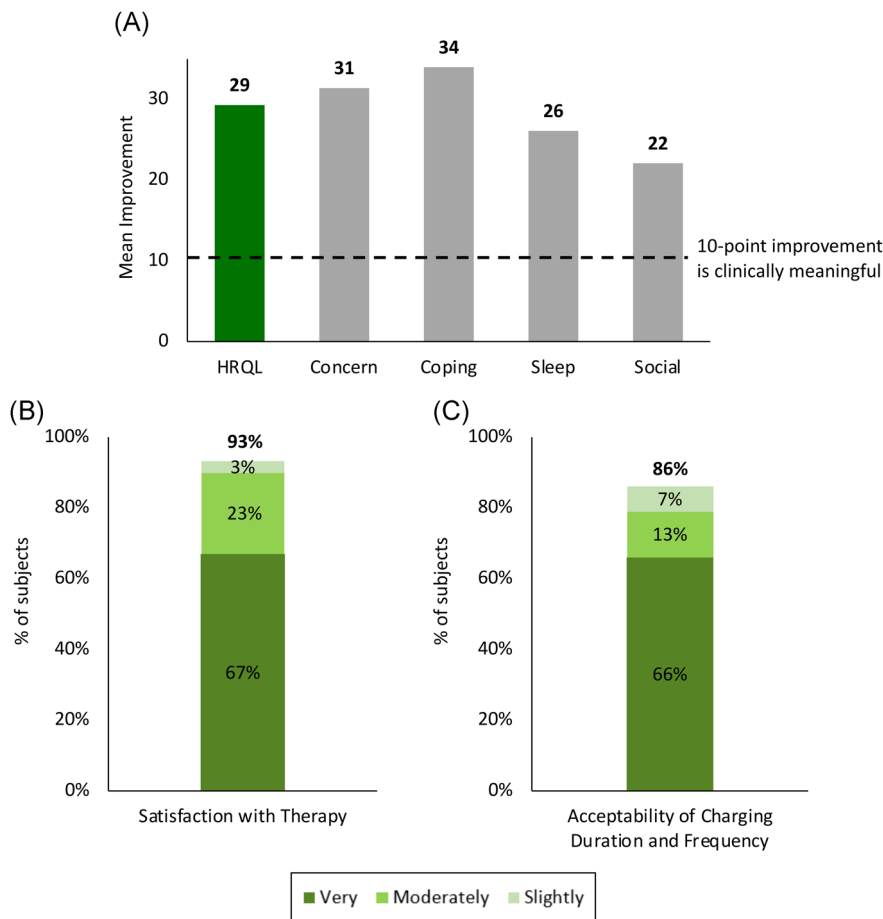 (A)
34
31
29
26
22
30
20
10
0
Mean Improvement
10-point improvement
is clinically meaningful
HRQL Concern Coping Sleep Social
(B)
100%
80%
60%
40%
20%
0%
% of subjects
93%
3%
23%
67%
Satisfaction with Therapy
(C)
100%
80%
60%
40%
20%
0%
% of subjects
86%
7%
13%
66%
Acceptability of Charging
Duration and Frequency
Very Moderately Slightly